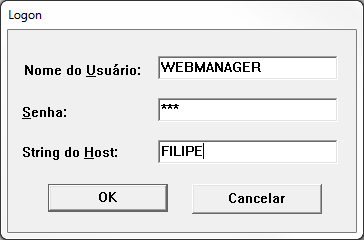 Logon
Nome do Usuário: WEBMANAGER
Senha: ***
String do Host: FILIPE
OK Cancelar